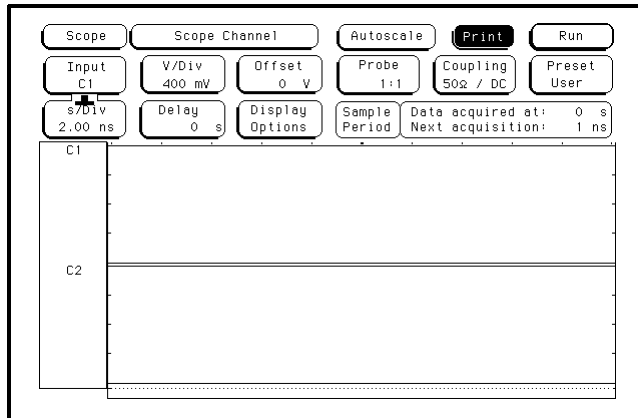 Scope Scope Channel Autoscale Print Run
Input V/Div Offset Probe Coupling Preset
C1 400 mV 0 V 1:1 50Ω / DC User
s/Div Delay Display Sample Data acquired at: 0 s
2.00 ns 0 s Options Period Next acquisition: 1 ns
C1
C2